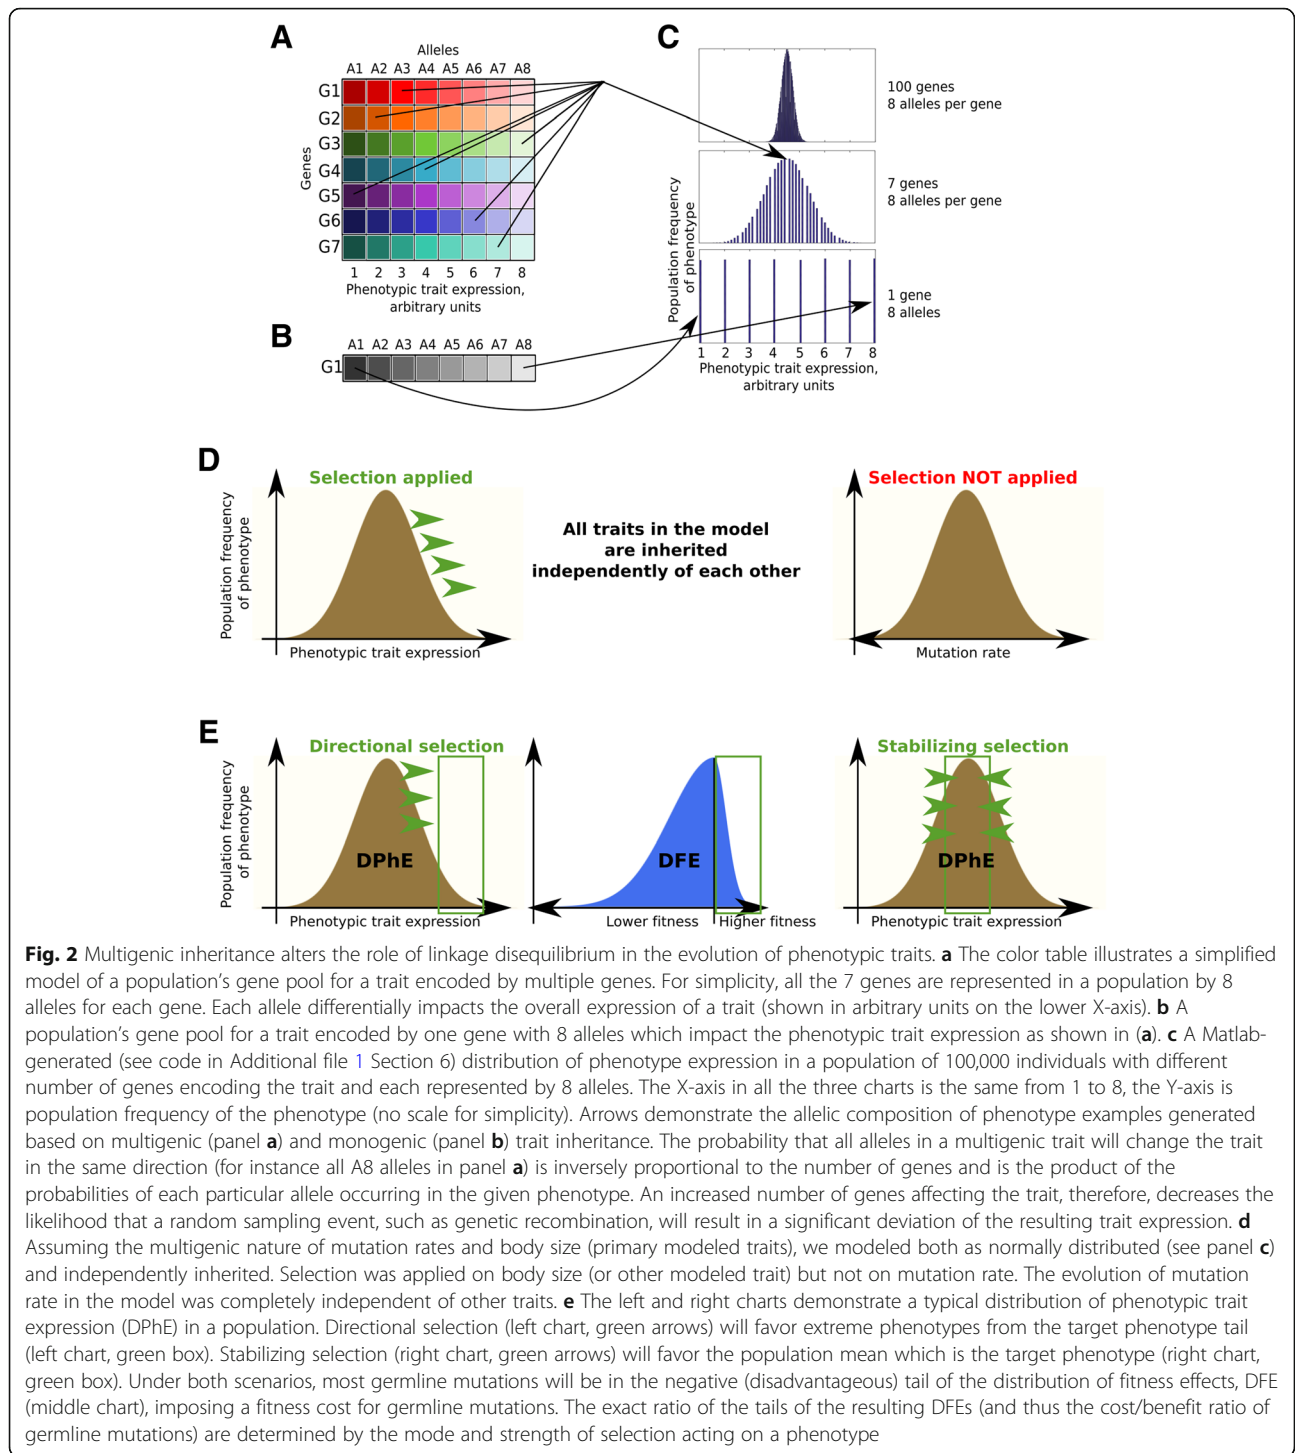 A
Alleles
A1 A2 A3 A4 A5 A6 A7 A8
G1
G2
G3
G4
G5
G6
G7
Genes
1 2 3 4 5 6 7 8
Phenotypic trait expression,
arbitrary units
B
A1 A2 A3 A4 A5 A6 A7 A8
G1
C
100 genes
8 alleles per gene
7 genes
8 alleles per gene
1 gene
8 alleles
Population frequency
of phenotype
1 2 3 4 5 6 7 8
Phenotypic trait expression,
arbitrary units
D
Selection applied
Population frequency
of phenotype
Phenotypic trait expression
All traits in the model
are inherited
independently of each other
Selection NOT applied
Mutation rate
E
Directional selection
Population frequency
of phenotype
DPhE
Phenotypic trait expression
DFE
Lower fitness
Higher fitness
Stabilizing selection
DPhE
Phenotypic trait expression
Fig. 2 Multigenic inheritance alters the role of linkage disequilibrium in the evolution of phenotypic traits. a The color table illustrates a simplified
model of a population's gene pool for a trait encoded by multiple genes. For simplicity, all the 7 genes are represented in a population by 8
alleles for each gene. Each allele differentially impacts the overall expression of a trait (shown in arbitrary units on the lower X-axis). b A
population's gene pool for a trait encoded by one gene with 8 alleles which impact the phenotypic trait expression as shown in (a). c A Matlab-
generated (see code in Additional file 1 Section 6) distribution of phenotype expression in a population of 100,000 individuals with different
number of genes encoding the trait and each represented by 8 alleles. The X-axis in all the three charts is the same from 1 to 8, the Y-axis is
population frequency of the phenotype (no scale for simplicity). Arrows demonstrate the allelic composition of phenotype examples generated
based on multigenic (panel a) and monogenic (panel b) trait inheritance. The probability that all alleles in a multigenic trait will change the trait
in the same direction (for instance all A8 alleles in panel a) is inversely proportional to the number of genes and is the product of the
probabilities of each particular allele occurring in the given phenotype. An increased number of genes affecting the trait, therefore, decreases the
likelihood that a random sampling event, such as genetic recombination, will result in a significant deviation of the resulting trait expression. d
Assuming the multigenic nature of mutation rates and body size (primary modeled traits), we modeled both as normally distributed (see panel c)
and independently inherited. Selection was applied on body size (or other modeled trait) but not on mutation rate. The evolution of mutation
rate in the model was completely independent of other traits. e The left and right charts demonstrate a typical distribution of phenotypic trait
expression (DPhE) in a population. Directional selection (left chart, green arrows) will favor extreme phenotypes from the target phenotype tail
(left chart, green box). Stabilizing selection (right chart, green arrows) will favor the population mean which is the target phenotype (right chart,
green box). Under both scenarios, most germline mutations will be in the negative (disadvantageous) tail of the distribution of fitness effects, DFE
(middle chart), imposing a fitness cost for germline mutations. The exact ratio of the tails of the resulting DFEs (and thus the cost/benefit ratio of
germline mutations) are determined by the mode and strength of selection acting on a phenotype